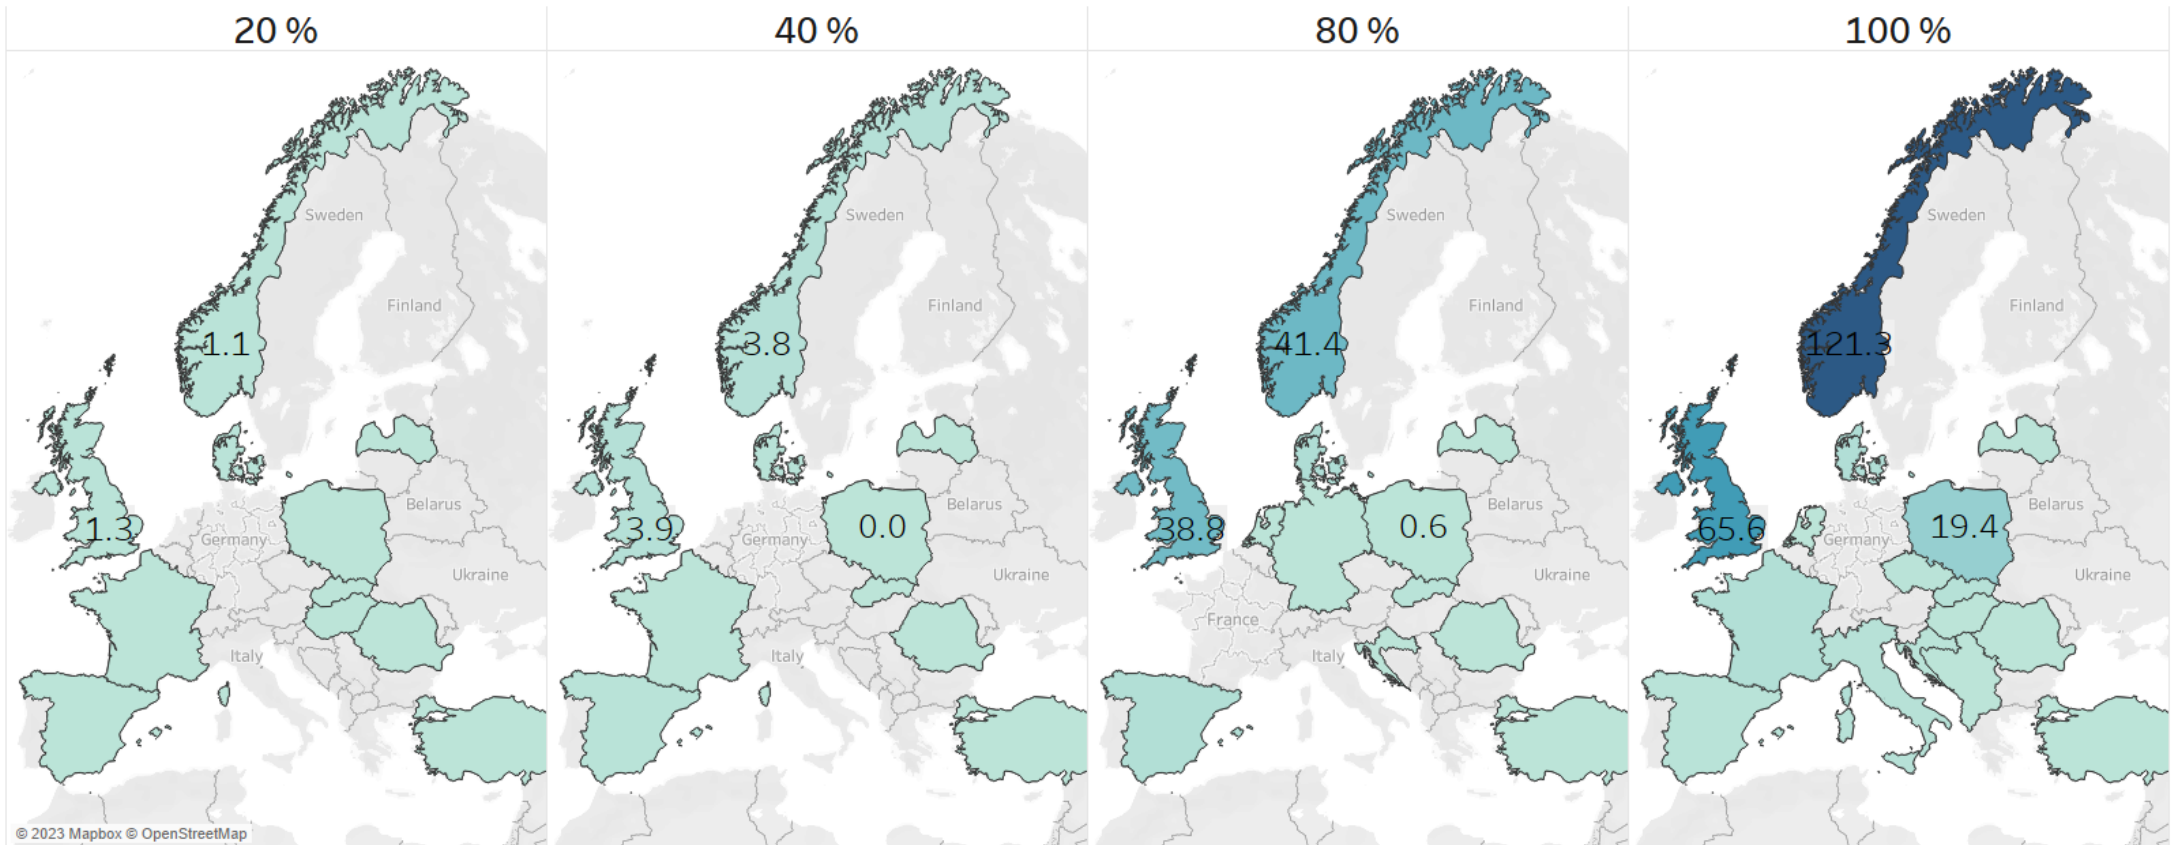 20 % 40 % 80 % 100 %
Sweden Sweden Sweden Sweden
Finland Finland Finland Finland
1.1 3.8 41.4 121.3
Belarus Belarus Belarus Belarus
1.3 3.9 0.0 38.8 0.6 65.6 19.4
Germany Germany Germany
Ukraine Ukraine Ukraine Ukraine
France
Italy Italy Italy
© 2023 Mapbox © OpenStreetMap